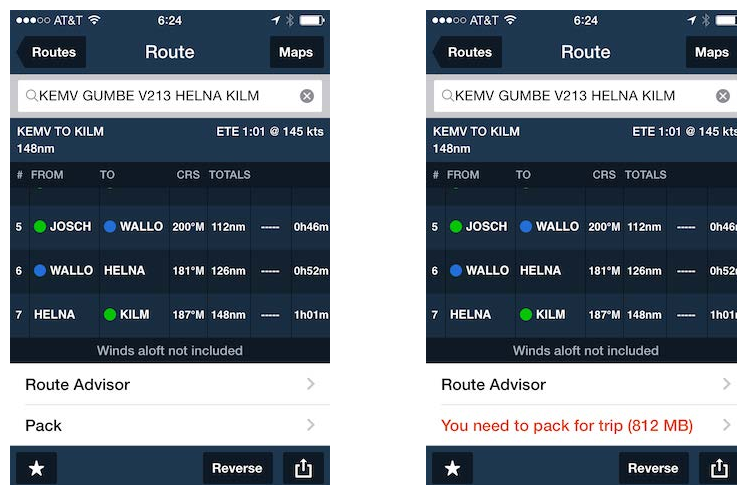 AT&T 6:24
Routes Route Maps
KEMV GUMBE V213 HELNA KILM
KEMV TO KILM ETE 1:01 @ 145 kts
148nm
# FROM TO CRS TOTALS
5 JOSCH WALLO 200°M 112nm ----- 0h46m
6 WALLO HELNA 181°M 126nm ----- 0h52m
7 HELNA KILM 187°M 148nm ----- 1h01m
Winds aloft not included
Route Advisor
Pack
Reverse
AT&T 6:24
Routes Route Maps
KEMV GUMBE V213 HELNA KILM
KEMV TO KILM ETE 1:01 @ 145 kts
148nm
# FROM TO CRS TOTALS
5 JOSCH WALLO 200°M 112nm ----- 0h46
6 WALLO HELNA 181°M 126nm ----- 0h52
7 HELNA KILM 187°M 148nm ----- 1h01
Winds aloft not included
Route Advisor
You need to pack for trip (812 MB)
Reverse